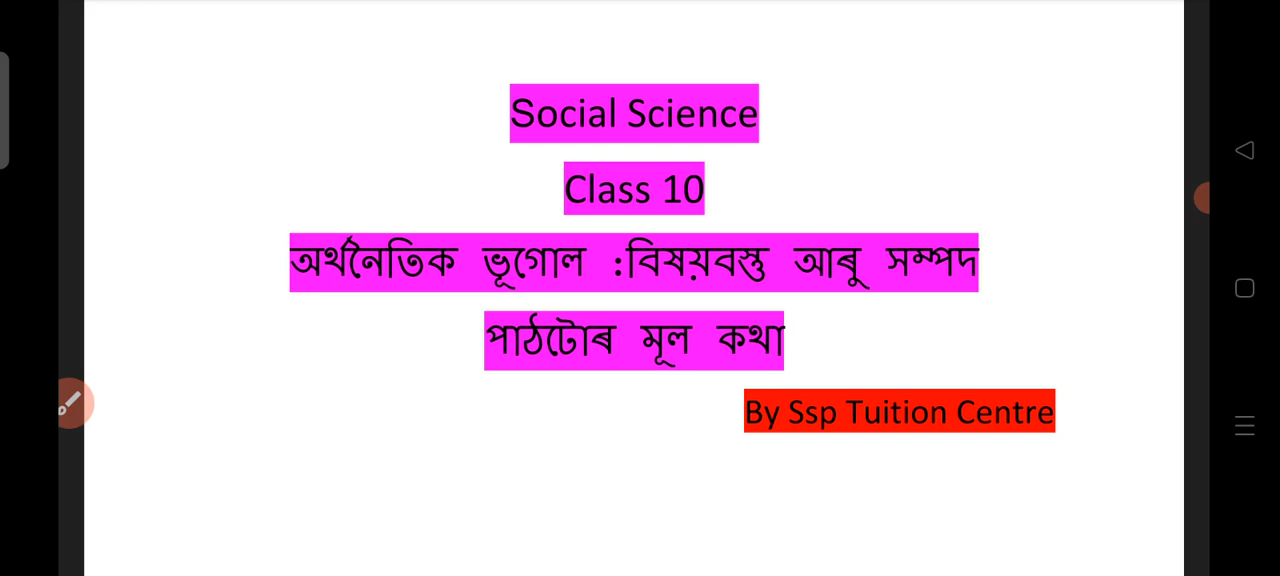 Social Science
Class 10
অৰ্থনৈতিক ভূগোল :বিষয়বস্তু আৰু সম্পদ
পাঠটোৰ মূল কথা
By Ssp Tuition Centre